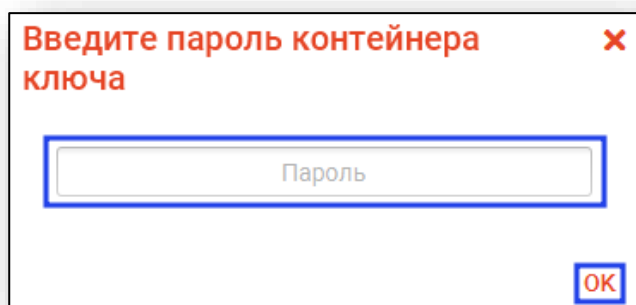 Введите пароль контейнера
ключа
Пароль
OK